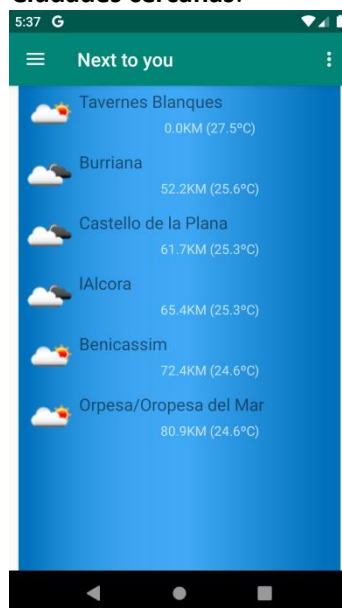 Ciudades cercanas.
5:37 G
Next to you
Tavernes Blanques
0.0KM (27.5ºC)
Burriana
52.2KM (25.6ºC)
Castello de la Plana
61.7KM (25.3ºC)
lAlcora
65.4KM (25.3ºC)
Benicassim
72.4KM (24.6ºC)
Orpesa/Oropesa del Mar
80.9KM (24.6ºC)